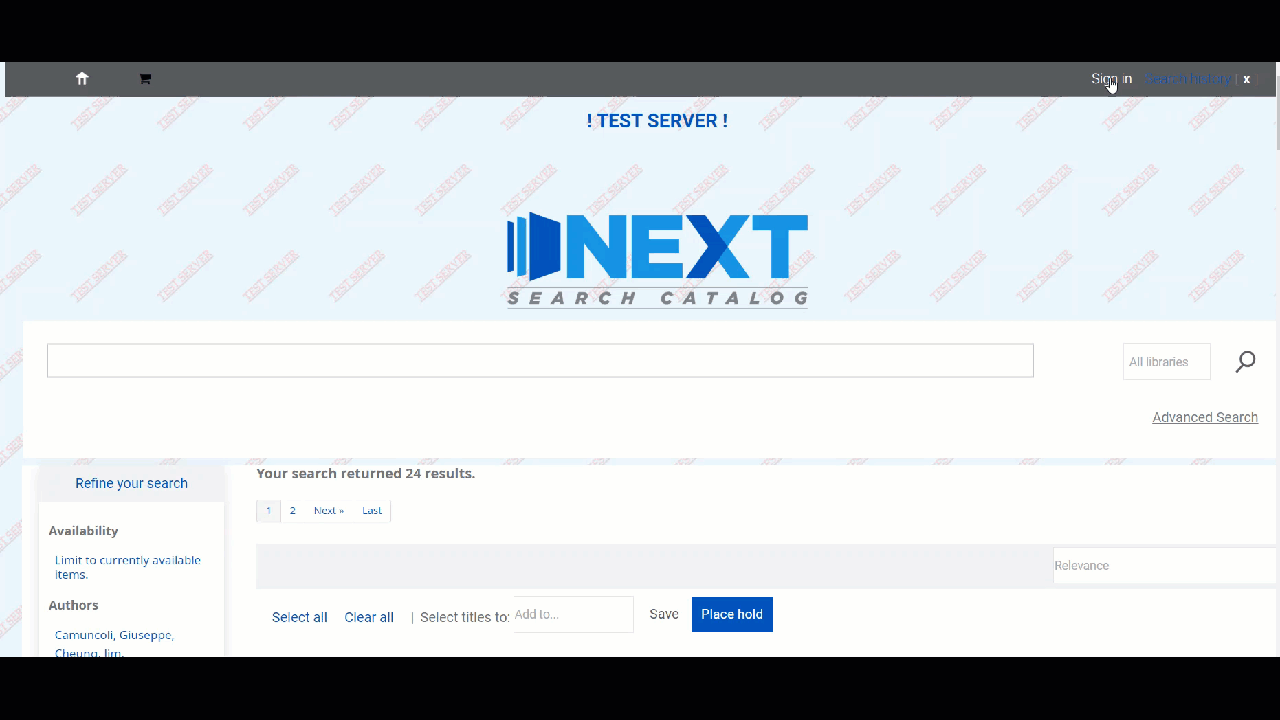 Sign in Search history | x
! TEST SERVER !
NEXT
SEARCH CATALOG
All libraries
Advanced Search
Your search returned 24 results.
Refine your search
1 2 Next » Last
Availability
Limit to currently available
items.
Relevance
Authors
Select all Clear all | Select titles to: Add to... Save Place hold
Camuncoli, Giuseppe,
Cheung, Jim,
TEST SERVER